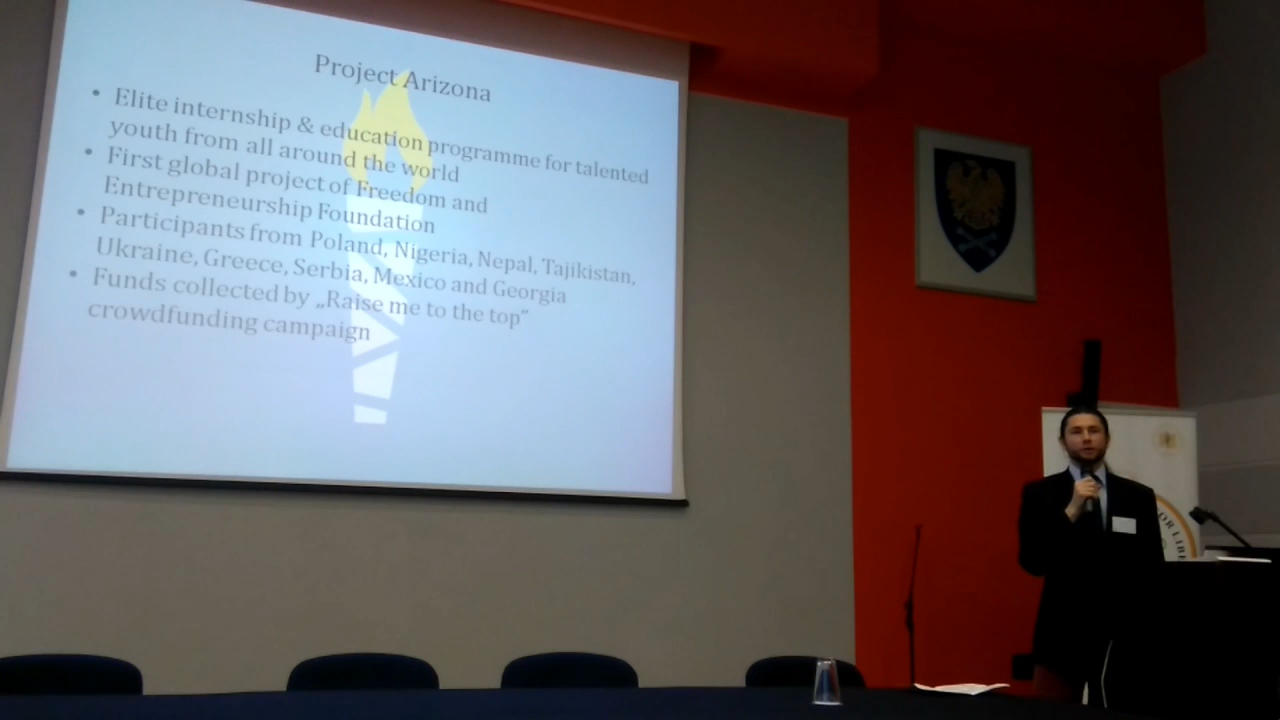 Project Arizona
• Elite internship & education programme for talented
youth from all around the world
• First global project of Freedom and
Entrepreneurship Foundation
• Participants from Poland, Nigeria, Nepal, Tajikistan,
Ukraine, Greece, Serbia, Mexico and Georgia
• Funds collected by „Raise me to the top”
crowdfunding campaign
OR LIBE